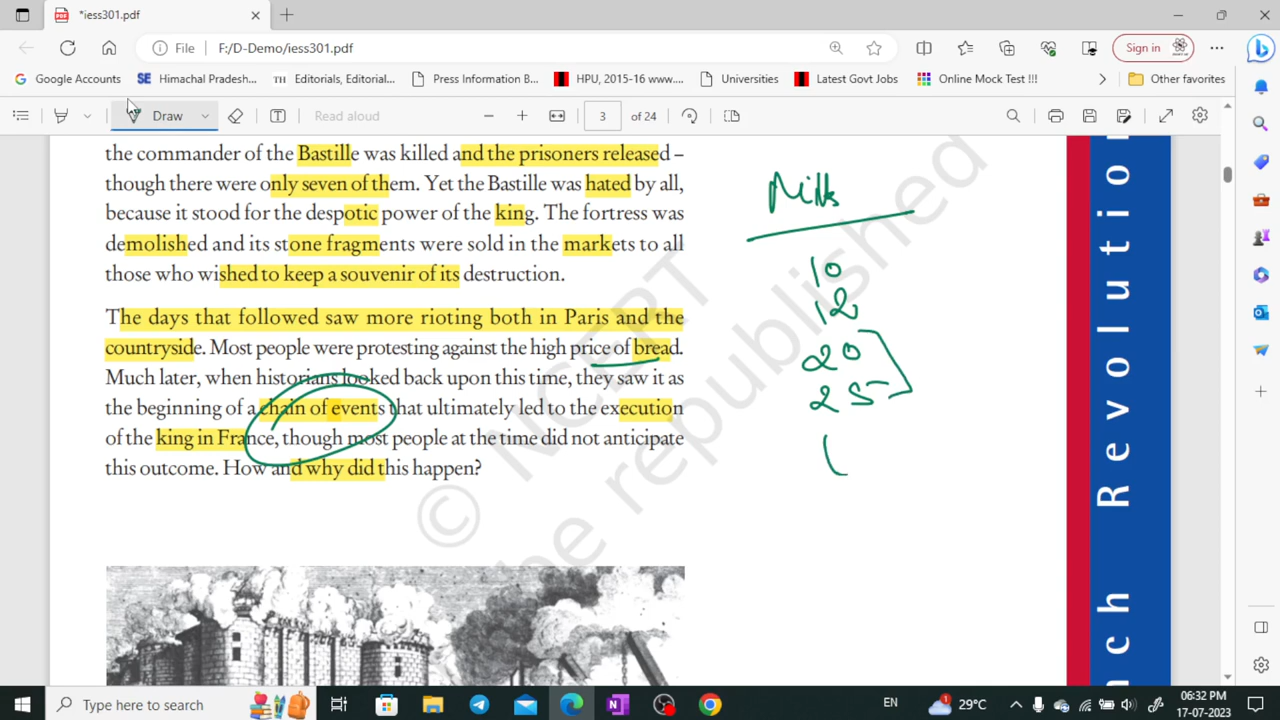 *iess301.pdf
File F:/D-Demo/iess301.pdf Sign in
Google Accounts SE Himachal Pradesh... TH Editorials, Editorial... Press Information B... HPU, 2015-16 www.... Universities Latest Govt Jobs Online Mock Test !!! Other favorites
Draw Read aloud 3 of 24
the commander of the Bastille was killed and the prisoners released –
though there were only seven of them. Yet the Bastille was hated by all,
because it stood for the despotic power of the king. The fortress was
demolished and its stone fragments were sold in the markets to all
those who wished to keep a souvenir of its destruction.
The days that followed saw more rioting both in Paris and the
countryside. Most people were protesting against the high price of bread.
Much later, when historians looked back upon this time, they saw it as
the beginning of a chain of events that ultimately led to the execution
of the king in France, though most people at the time did not anticipate
this outcome. How and why did this happen?
Milk
10
12
20
25
© NCERT
be republished
ch Revolution
Type here to search EN 1 29°C 06:32 PM
17-07-2023